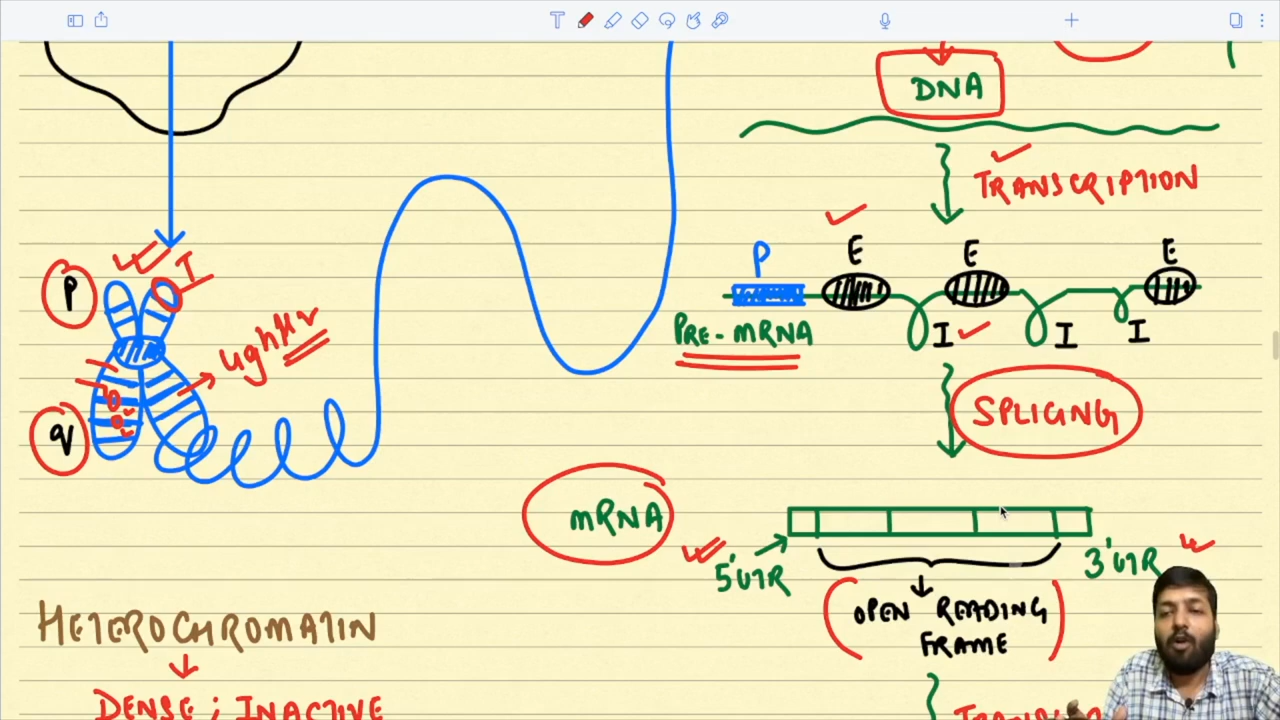 DNA
TRANSCRIPTION
P E E E
PRE-MRNA
I I I
SPLICING
p
I
q
mRNA
5'UTR
3'UTR
OPEN READING
FRAME
HETEROCHROMATIN
DENSE ; INACTIVE